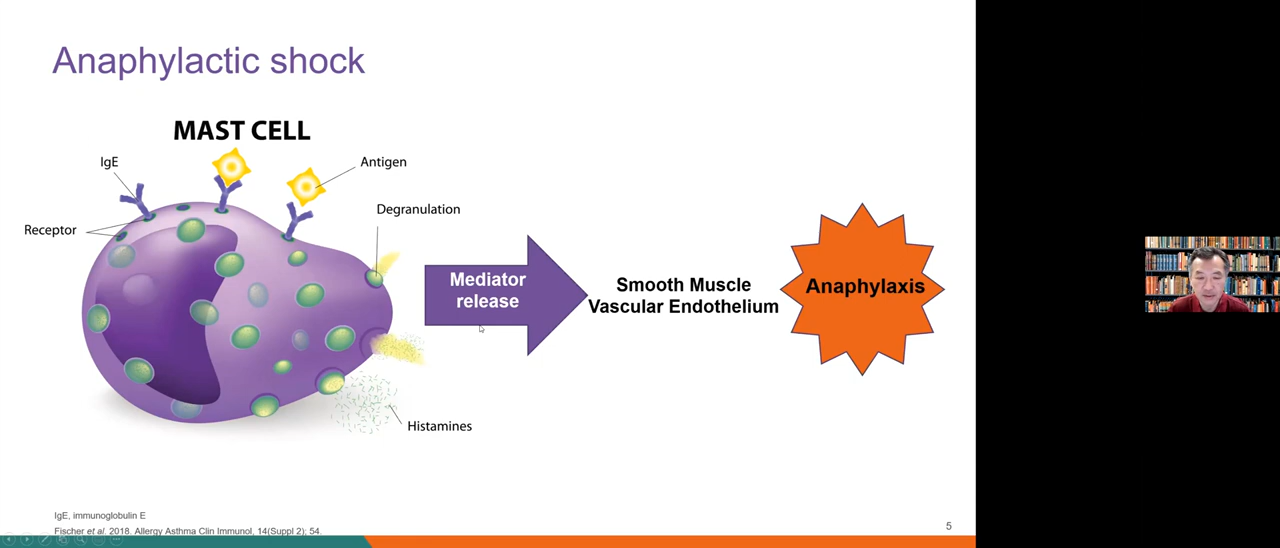 Anaphylactic shock
MAST CELL
IgE
Antigen
Receptor
Degranulation
Mediator
release
Smooth Muscle
Vascular Endothelium
Anaphylaxis
Histamines
IgE, immunoglobulin E
Fischer et al. 2018. Allergy Asthma Clin Immunol, 14(Suppl 2); 54.
5